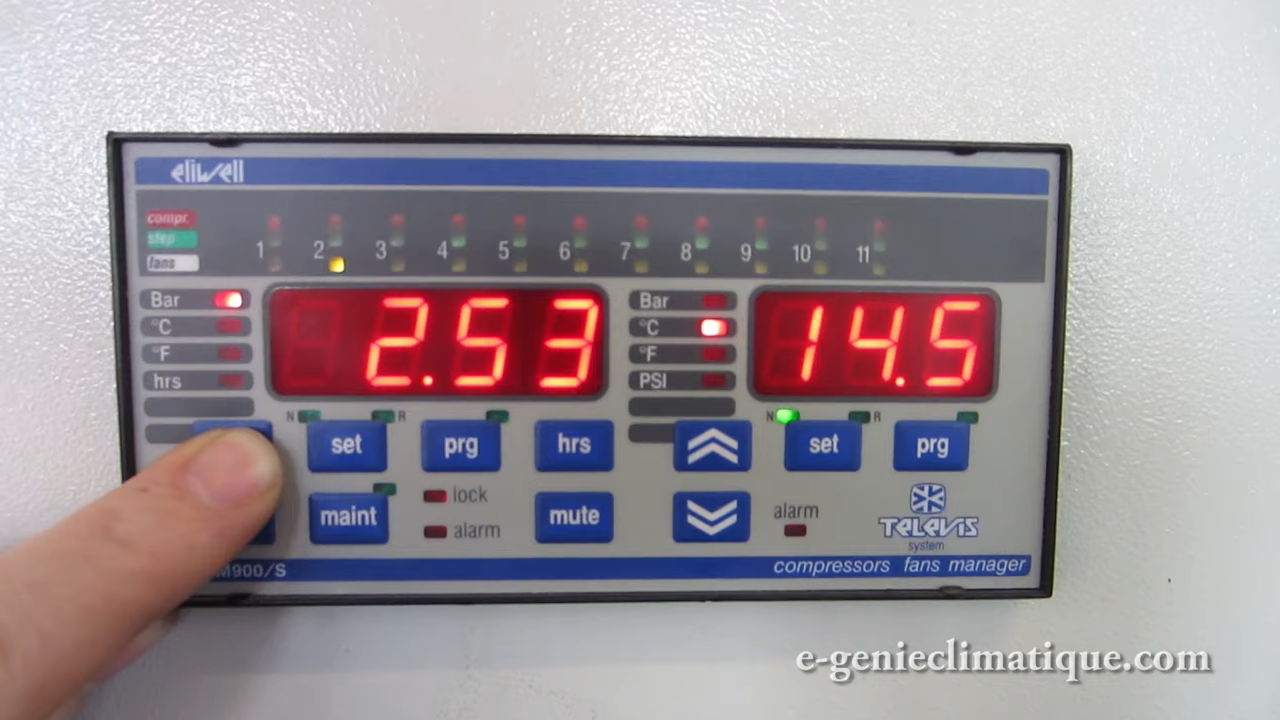 eliwell
compr.
step
fans
1 2 3 4 5 6 7 8 9 10 11
Bar
°C
°F
hrs
2.53
Bar
°C
°F
PSI
14.5
N R N R
set prg hrs set prg
maint lock mute alarm
alarm
TELEVIS
system
M900/S compressors fans manager
e-genieclimatique.com